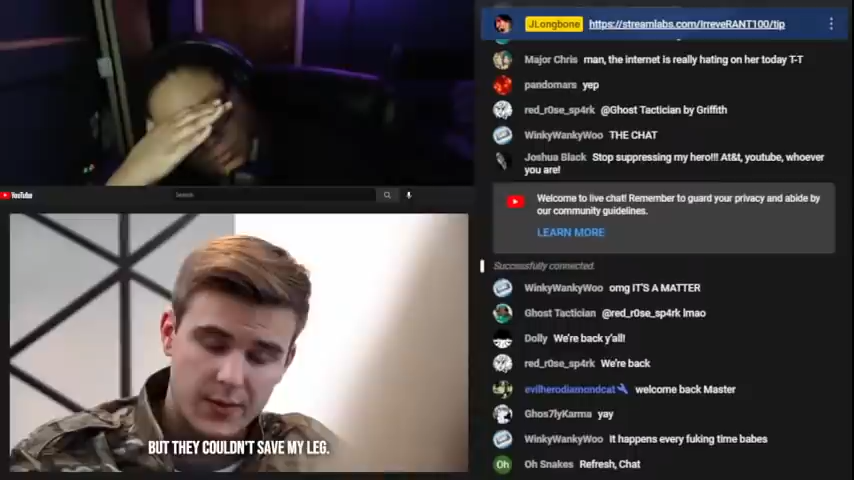 JLongbone https://streamlabs.com/IrreveRANT100/tip
Major Chris man, the internet is really hating on her today T-T
pandomars yep
red_r0se_sp4rk @Ghost Tactician by Griffith
WinkyWankyWoo THE CHAT
Joshua Black Stop suppressing my hero!!! At&t, youtube, whoever
you are!
Welcome to live chat! Remember to guard your privacy and abide by
our community guidelines.
LEARN MORE
Successfully connected.
WinkyWankyWoo omg IT'S A MATTER
Ghost Tactician @red_r0se_sp4rk lmao
Dolly We're back y'all!
red_r0se_sp4rk We're back
evilherodiamondcat welcome back Master
Ghos7lyKarma yay
WinkyWankyWoo It happens every fuking time babes
Oh Oh Snakes Refresh, Chat
YouTube
Search
BUT THEY COULDN'T SAVE MY LEG.